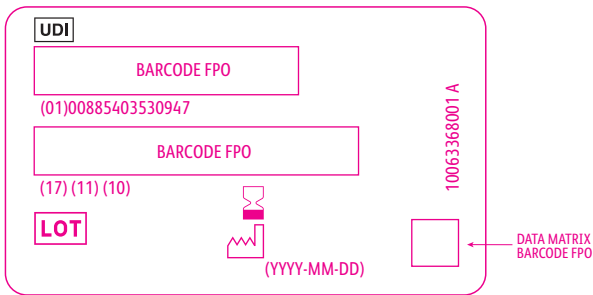 UDI
BARCODE FPO
(01)00885403530947
BARCODE FPO
(17) (11) (10)
LOT
(YYYY-MM-DD)
10063368001 A
DATA MATRIX
BARCODE FPO